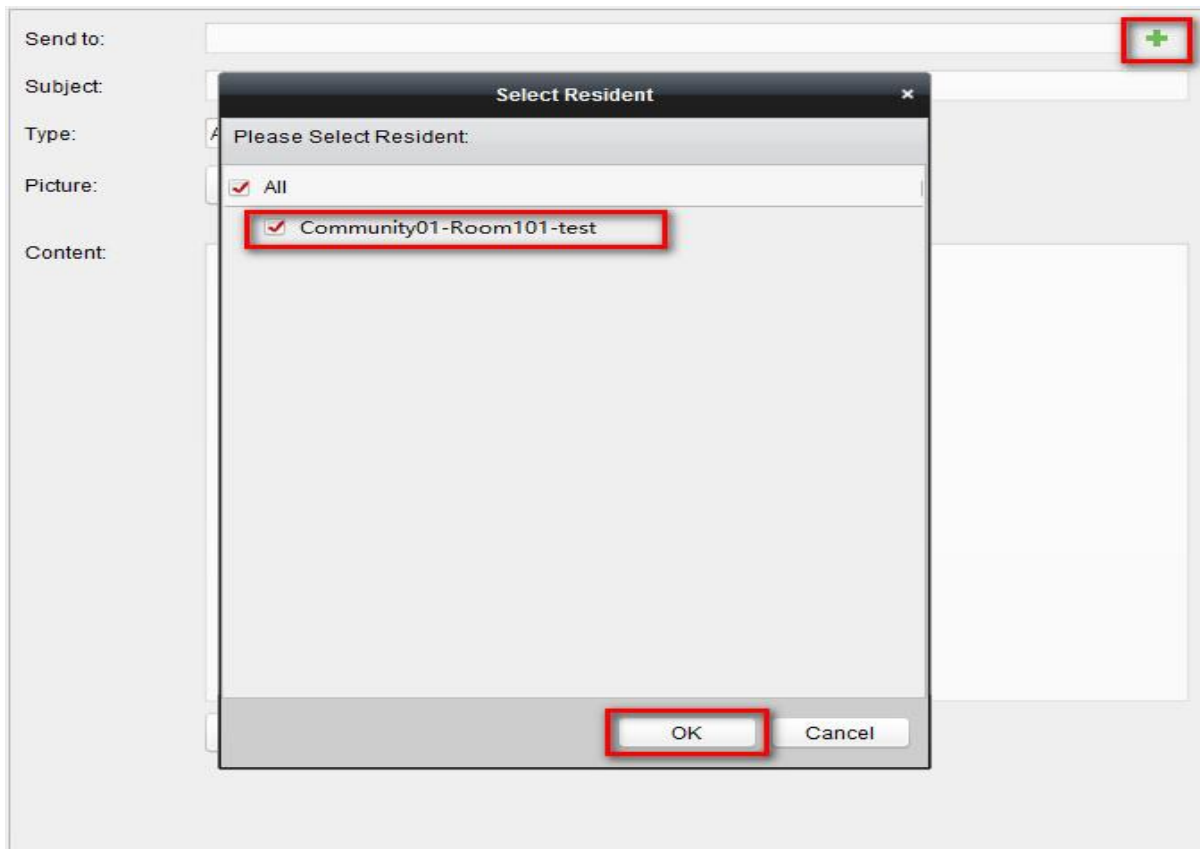 Send to:
Subject:
Select Resident
Type:
Please Select Resident:
Picture:
All
Community01-Room101-test
Content:
OK
Cancel